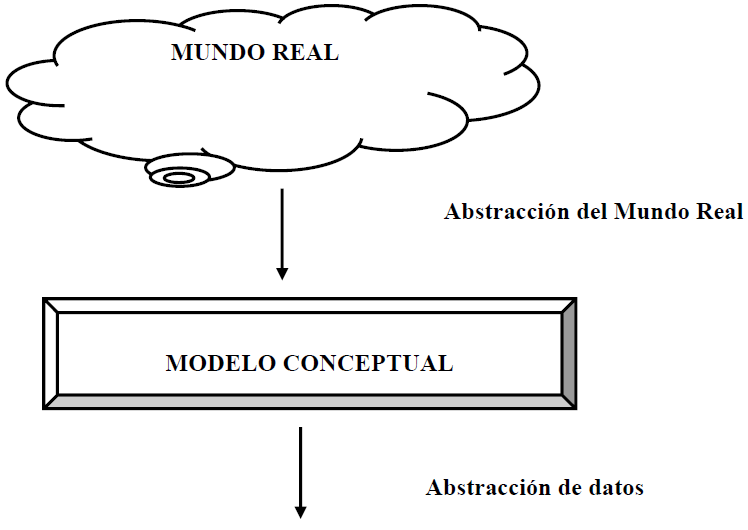 MUNDO REAL
Abstracción del Mundo Real
MODELO CONCEPTUAL
Abstracción de datos